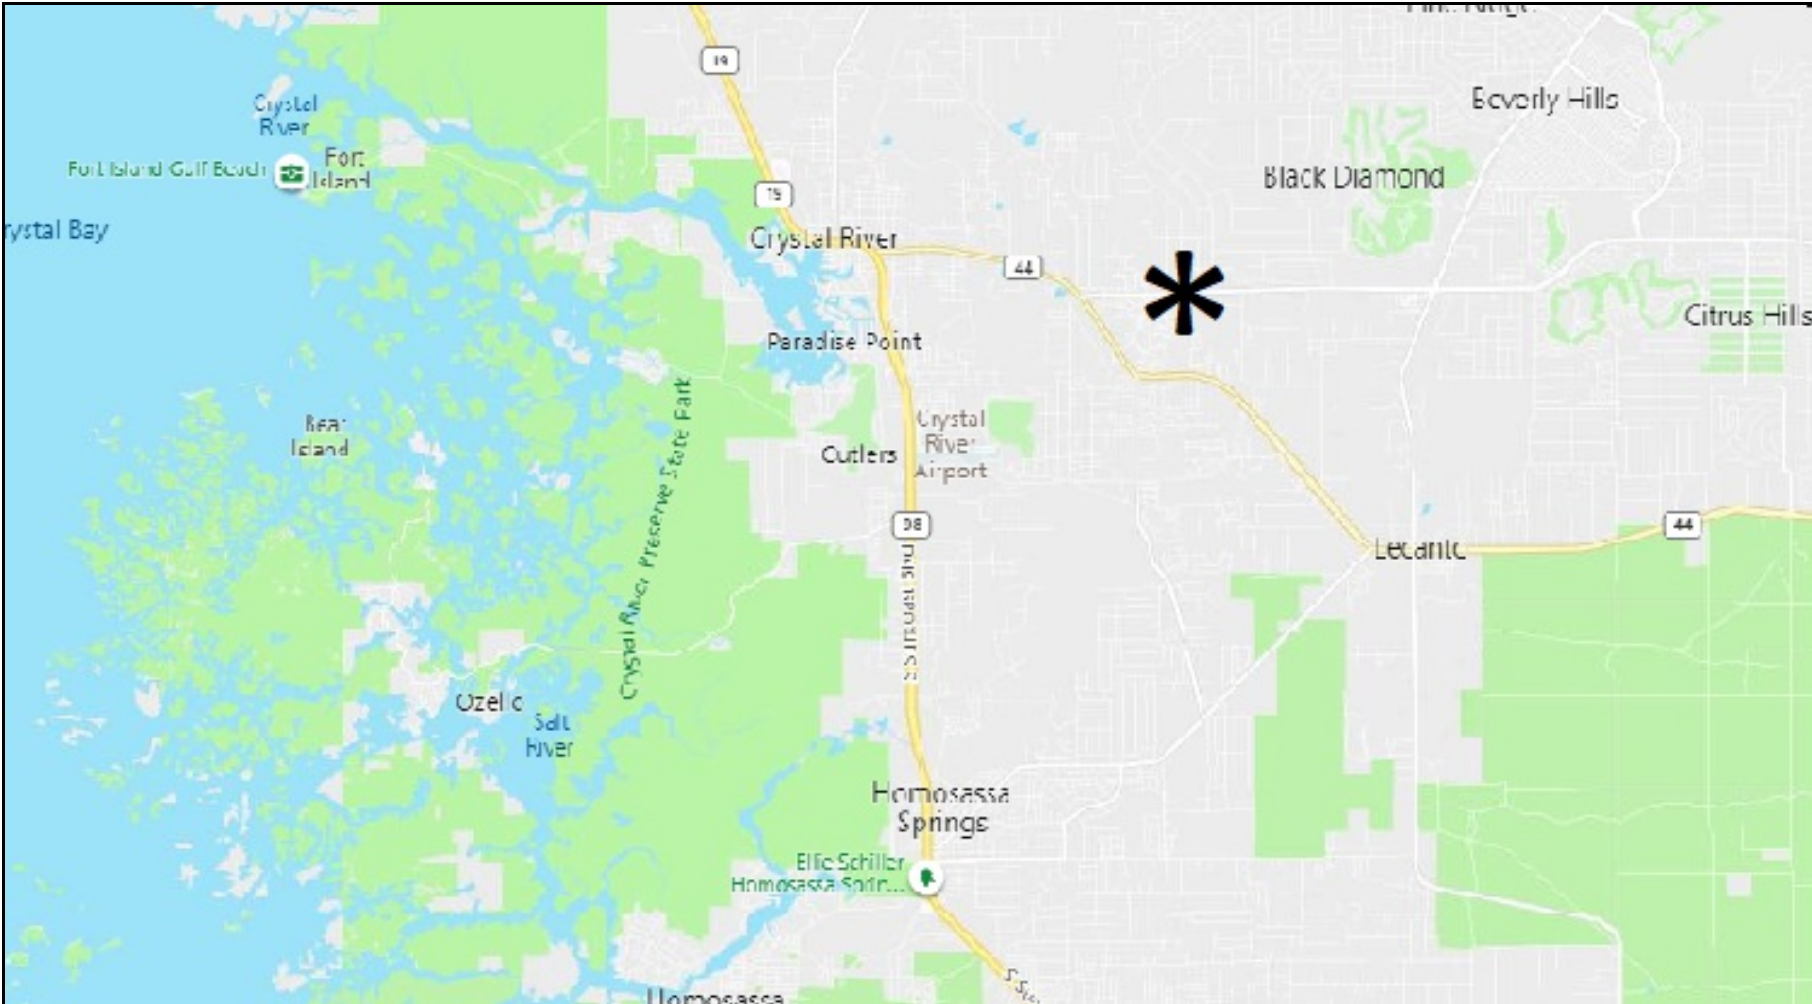 19
Beverly Hills
Crystal
River
Fort Island Gulf Beach
Fort
Island
Black Diamond
19
rystal Bay
Crystal River
44
Citrus Hills
Paradise Point
Bear
Island
Crystal
River
Airport
Cutlers
Crystal River Preserve State Park
98
44
Lecanto
Ozello
Salt
River
Homosassa
Springs
Ellie Schiller
Homosassa Sprin...
Homosassa